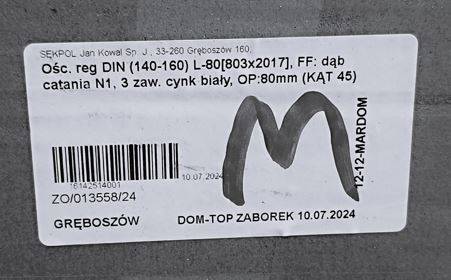 SĘKPOL Jan Kowal Sp. J., 33-260 Gręboszów 160,
Ośc. reg DIN (140-160) L-80[803x2017], FF: dąb
catania N1, 3 zaw. cynk biały, OP:80mm (KĄT 45)
M
12-12-MARDOM
10.07.2024
16142514001
ZO/013558/24
GRĘBOSZÓW
DOM-TOP ZABOREK 10.07.2024